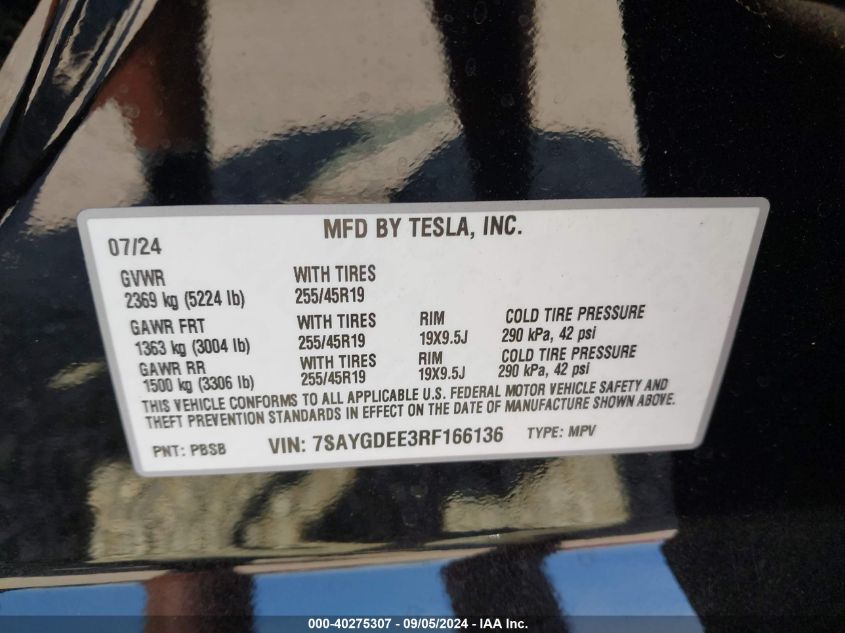 MFD BY TESLA, INC.
07/24
GVWR WITH TIRES
2369 kg (5224 lb) 255/45R19
GAWR FRT WITH TIRES RIM COLD TIRE PRESSURE
1363 kg (3004 lb) 255/45R19 19X9.5J 290 kPa, 42 psi
GAWR RR WITH TIRES RIM COLD TIRE PRESSURE
1500 kg (3306 lb) 255/45R19 19X9.5J 290 kPa, 42 psi
THIS VEHICLE CONFORMS TO ALL APPLICABLE U.S. FEDERAL MOTOR VEHICLE SAFETY AND
THEFT PREVENTION STANDARDS IN EFFECT ON THE DATE OF MANUFACTURE SHOWN ABOVE.
PNT: PBSB VIN: 7SAYGDEE3RF166136 TYPE: MPV
000-40275307 - 09/05/2024 - IAA Inc.